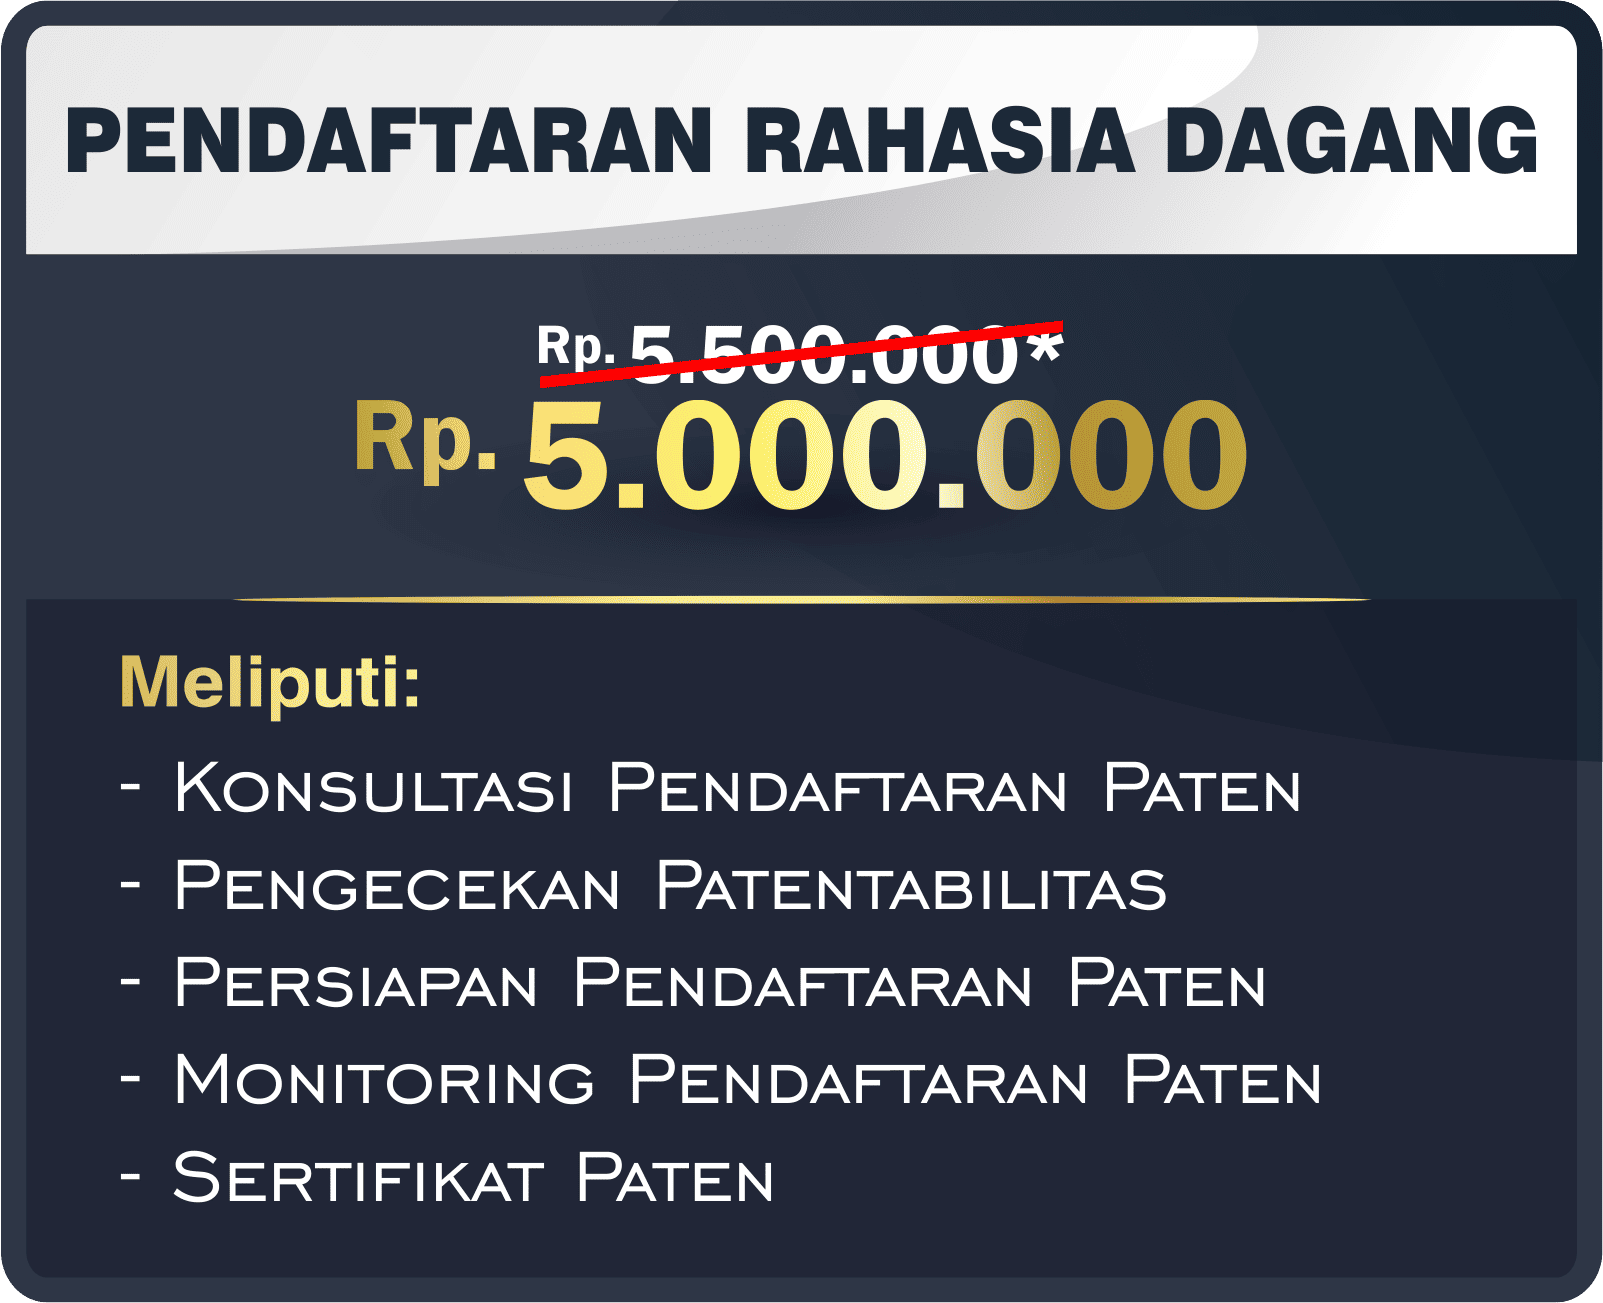 PENDAFTARAN RAHASIA DAGANG
Rp. 5.500.000*
Rp. 5.000.000
Meliputi:
- Konsultasi Pendaftaran Paten
- Pengecekan Patentabilitas
- Persiapan Pendaftaran Paten
- Monitoring Pendaftaran Paten
- Sertifikat Paten